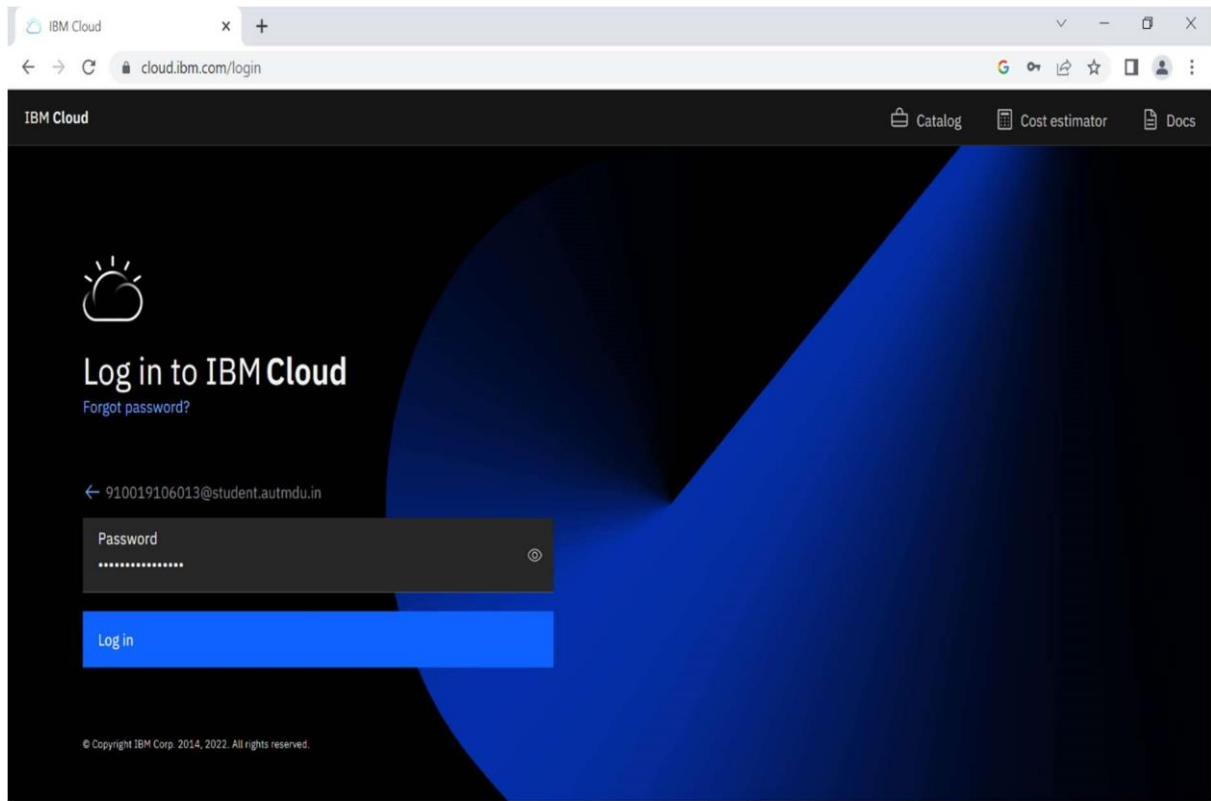 IBM Cloud
cloud.ibm.com/login
IBM Cloud
Catalog
Cost estimator
Docs
Log in to IBM Cloud
Forgot password?
910019106013@student.autmdu.in
Password
••••••••••••••••
Log in
© Copyright IBM Corp. 2014, 2022. All rights reserved.